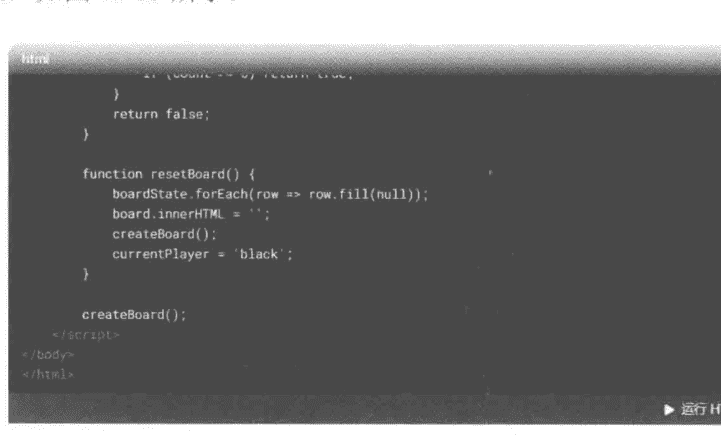 html
}
return false;
}
function resetBoard() {
boardState.forEach(row => row.fill(null));
board.innerHTML = '';
createBoard();
currentPlayer = 'black';
}
createBoard();
</script>
</body>
</html>
▶ 运行 H